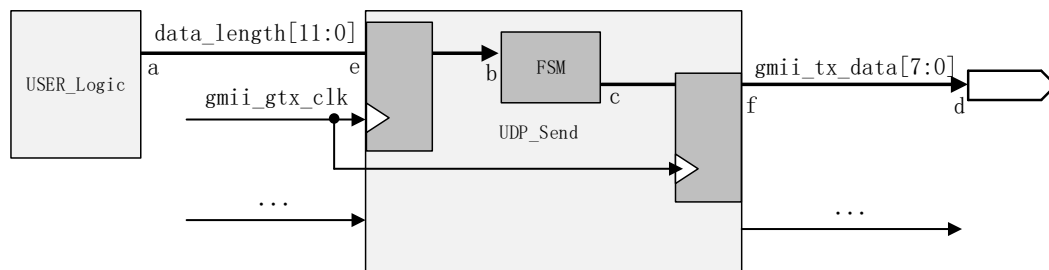 data_length[11:0]
a
e
USER_Logic
b
FSM
c
gmii_tx_data[7:0]
f
d
gmii_gtx_clk
UDP_Send
...
...